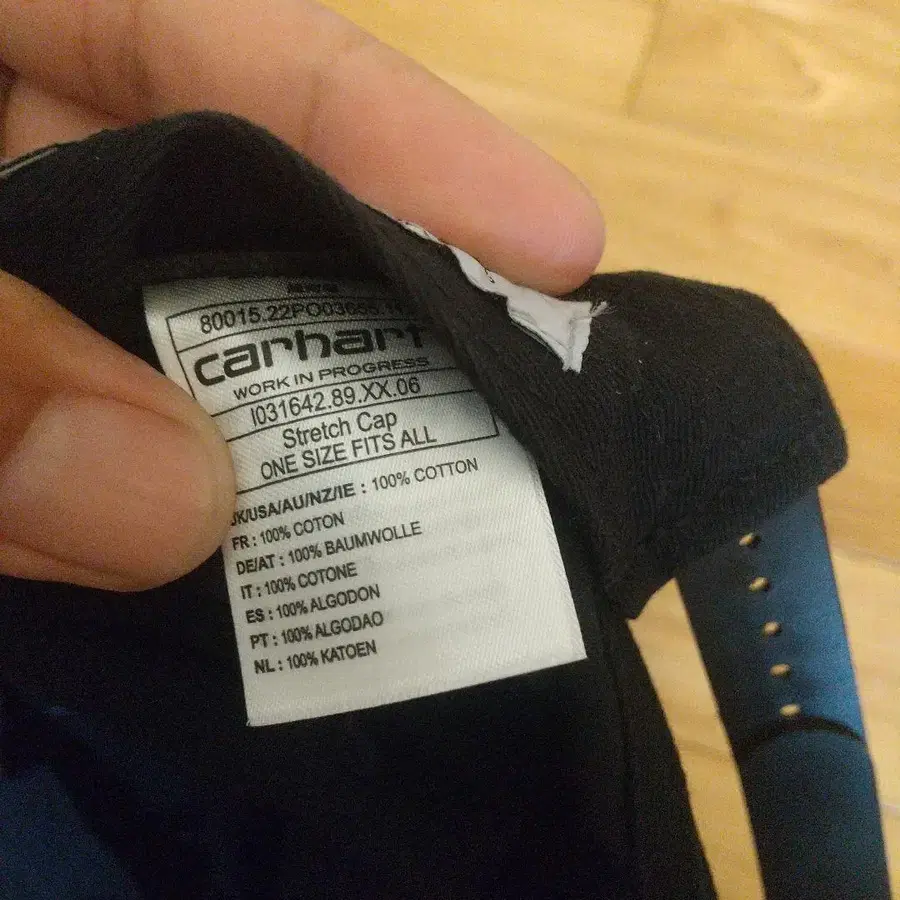 80015.22PO03655.
carhart
WORK IN PROGRESS
I031642.89.XX.06
Stretch Cap
ONE SIZE FITS ALL
UK/USA/AU/NZ/IE : 100% COTTON
FR : 100% COTON
DE/AT : 100% BAUMWOLLE
IT : 100% COTONE
ES : 100% ALGODON
PT : 100% ALGODAO
NL : 100% KATOEN